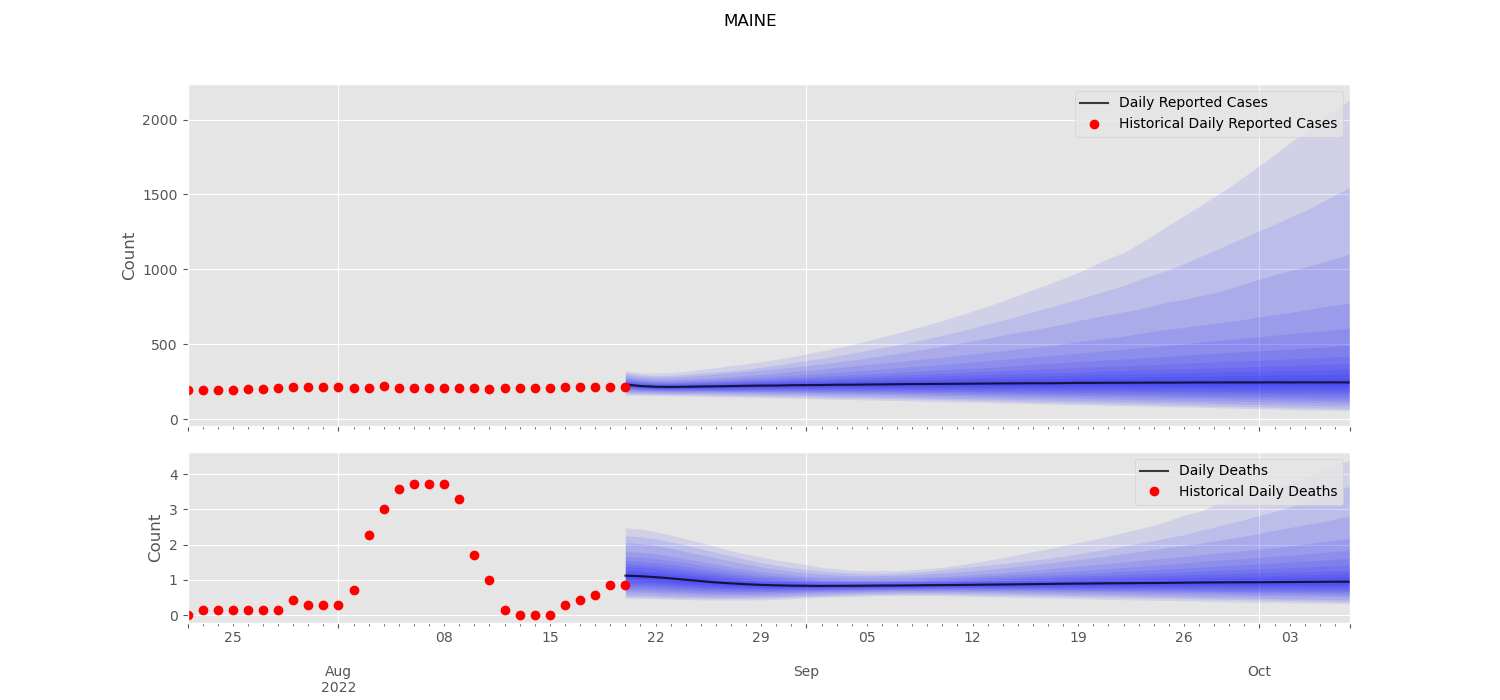 MAINE
Daily Reported Cases
Historical Daily Reported Cases
2000
1500
1000
500
0
Count
Daily Deaths
Historical Daily Deaths
4
3
2
1
0
Count
25 08 15 22 29 05 12 19 26 03
Aug Sep Oct
2022